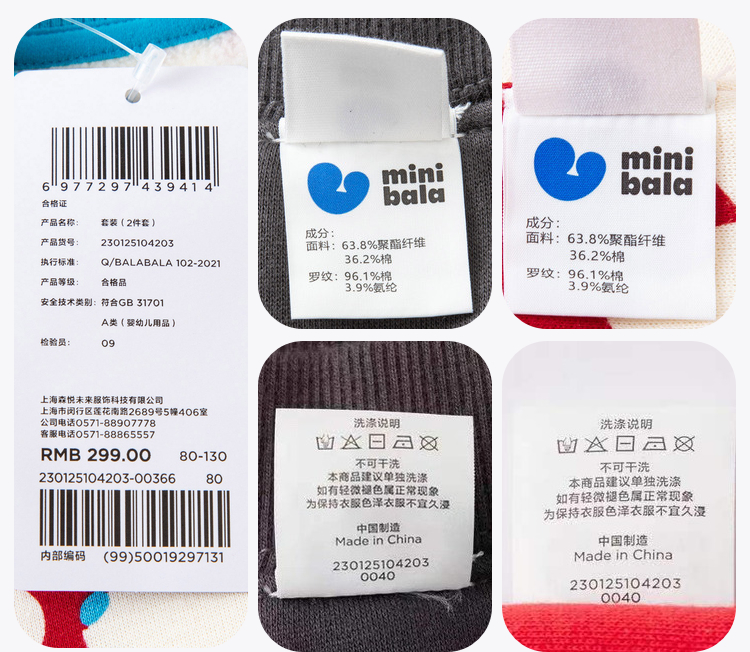 6 977297 439414
合格证
产品名称: 套装（2件套）
产品货号: 230125104203
执行标准: Q/BALABALA 102-2021
产品等级: 合格品
安全技术类别: 符合GB 31701
A类（婴幼儿用品）
检验员: 09
上海森悦未来服饰科技有限公司
上海市闵行区莲花南路2689号5幢406室
公司电话0571-88907778
客服电话0571-88865557
RMB 299.00 80-130
230125104203-00366 80
内部编码 (99)50019297131
mini
bala
成分:
面料: 63.8%聚酯纤维
36.2%棉
罗纹: 96.1%棉
3.9%氨纶
mini
bala
成分:
面料: 63.8%聚酯纤维
36.2%棉
罗纹: 96.1%棉
3.9%氨纶
洗涤说明
不可干洗
本商品建议单独洗涤
如有轻微褪色属正常现象
为保持衣服色泽不宜久浸
中国制造
Made in China
230125104203
0040
洗涤说明
不可干洗
本商品建议单独洗涤
如有轻微褪色属正常现象
为保持衣服色泽不宜久浸
中国制造
Made in China
230125104203
0040